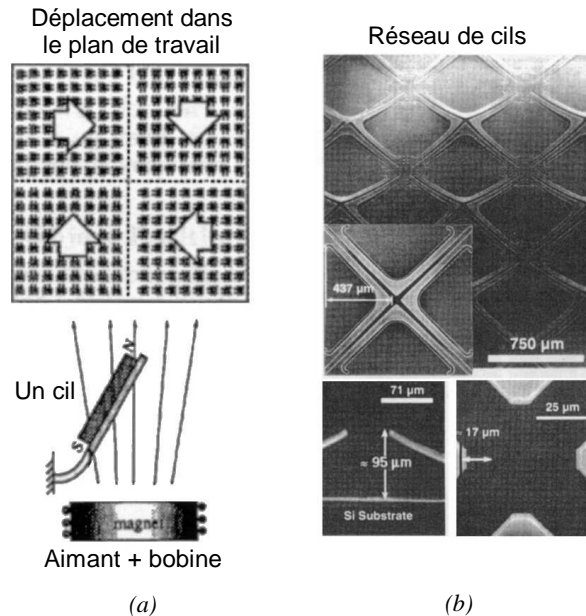 Déplacement dans
le plan de travail
N
Un cil
S
magnet
Aimant + bobine
(a)
Réseau de cils
437 µm
750 µm
71 µm
≈ 95 µm
Si Substrate
25 µm
~ 17 µm
(b)